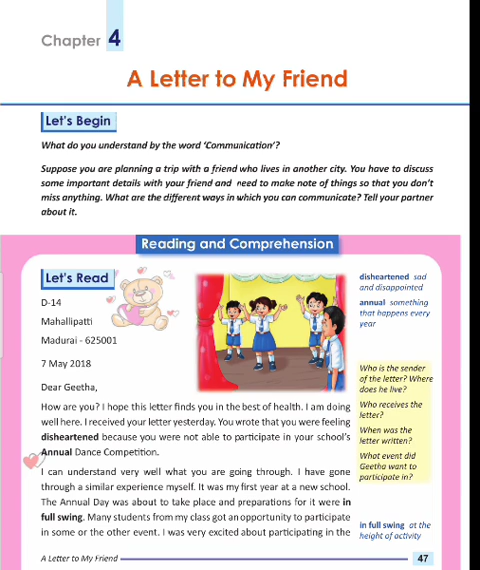 Chapter 4
A Letter to My Friend
Let's Begin
What do you understand by the word 'Communication'?
Suppose you are planning a trip with a friend who lives in another city. You have to discuss
some important details with your friend and need to make note of things so that you don't
miss anything. What are the different ways in which you can communicate? Tell your partner
about it.
Reading and Comprehension
Let's Read
D-14
Mahallipatti
Madurai - 625001
7 May 2018
Dear Geetha,
How are you? I hope this letter finds you in the best of health. I am doing
well here. I received your letter yesterday. You wrote that you were feeling
disheartened because you were not able to participate in your school's
Annual Dance Competition.
I can understand very well what you are going through. I have gone
through a similar experience myself. It was my first year at a new school.
The Annual Day was about to take place and preparations for it were in
full swing. Many students from my class got an opportunity to participate
in some or the other event. I was very excited about participating in the
disheartened sad
and disappointed
annual something
that happens every
year
Who is the sender
of the letter? Where
does he live?
Who receives the
letter?
When was the
letter written?
What event did
Geetha want to
participate in?
in full swing at the
height of activity
A Letter to My Friend
47